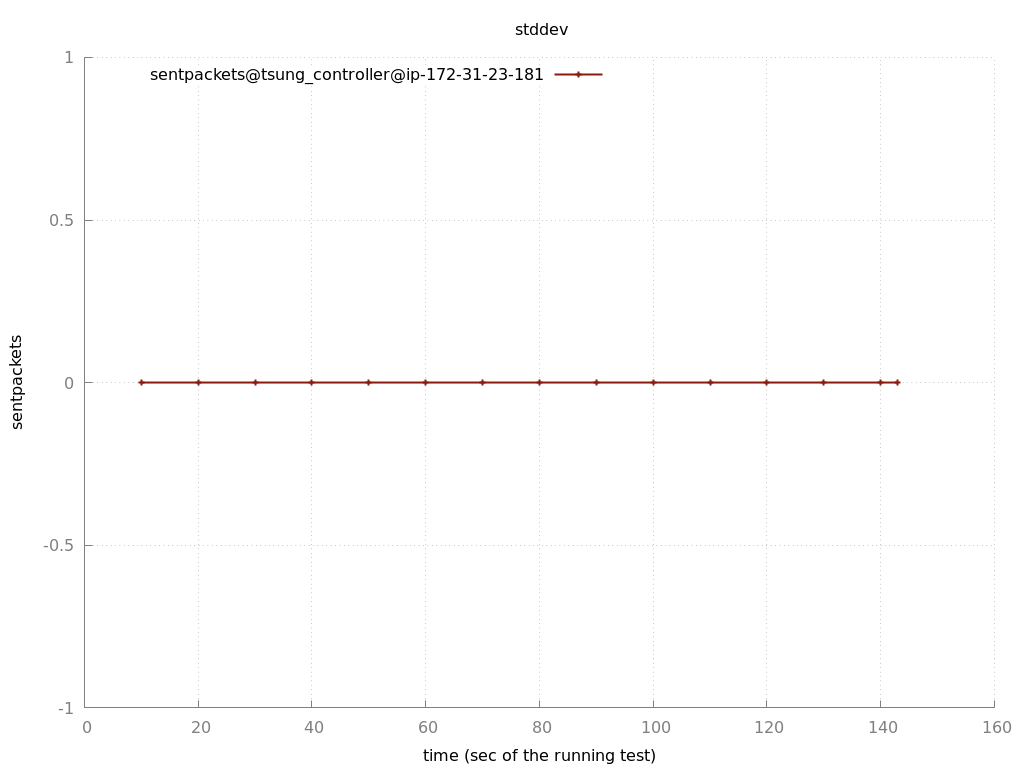 stddev
sentpackets@tsung_controller@ip-172-31-23-181
1
0.5
0
-0.5
-1
sentpackets
0 20 40 60 80 100 120 140 160
time (sec of the running test)